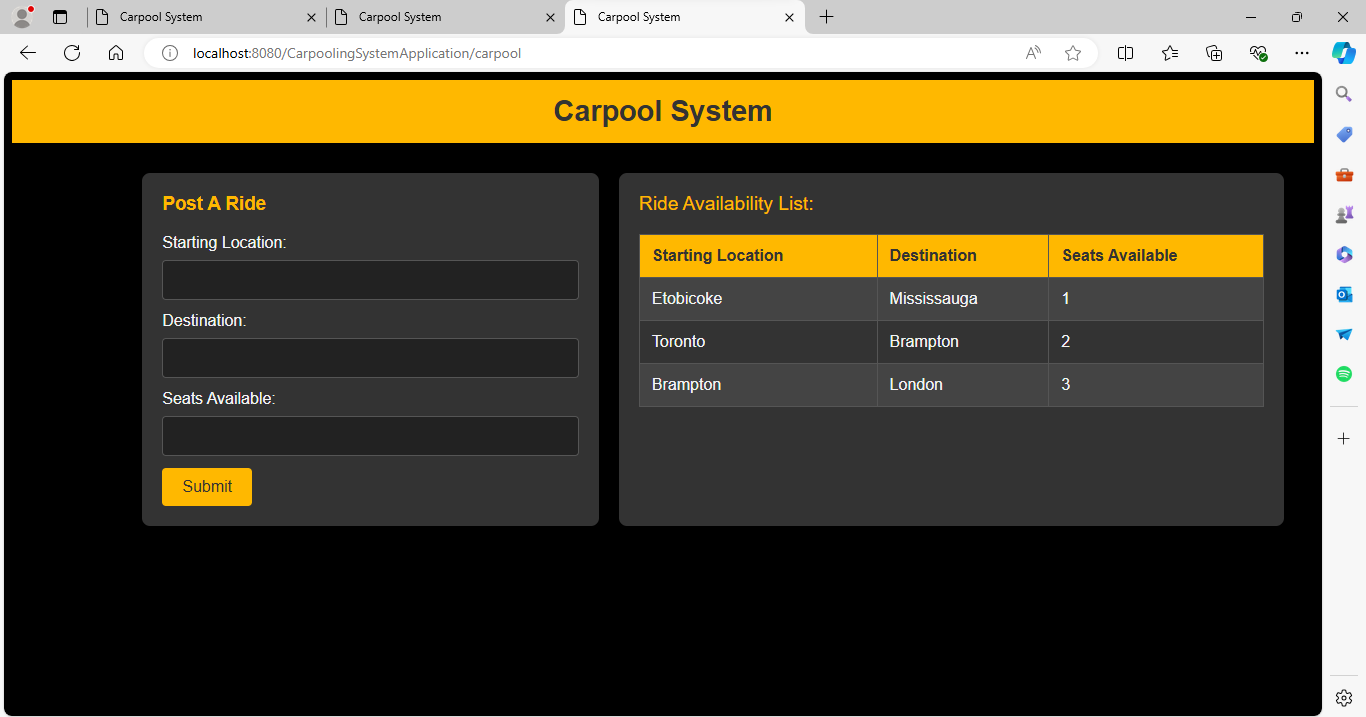 Carpool System
Carpool System
Carpool System
localhost:8080/CarpoolingSystemApplication/carpool
Carpool System
Post A Ride
Starting Location:
Destination:
Seats Available:
Submit
Ride Availability List:
Starting Location Destination Seats Available
Etobicoke Mississauga 1
Toronto Brampton 2
Brampton London 3